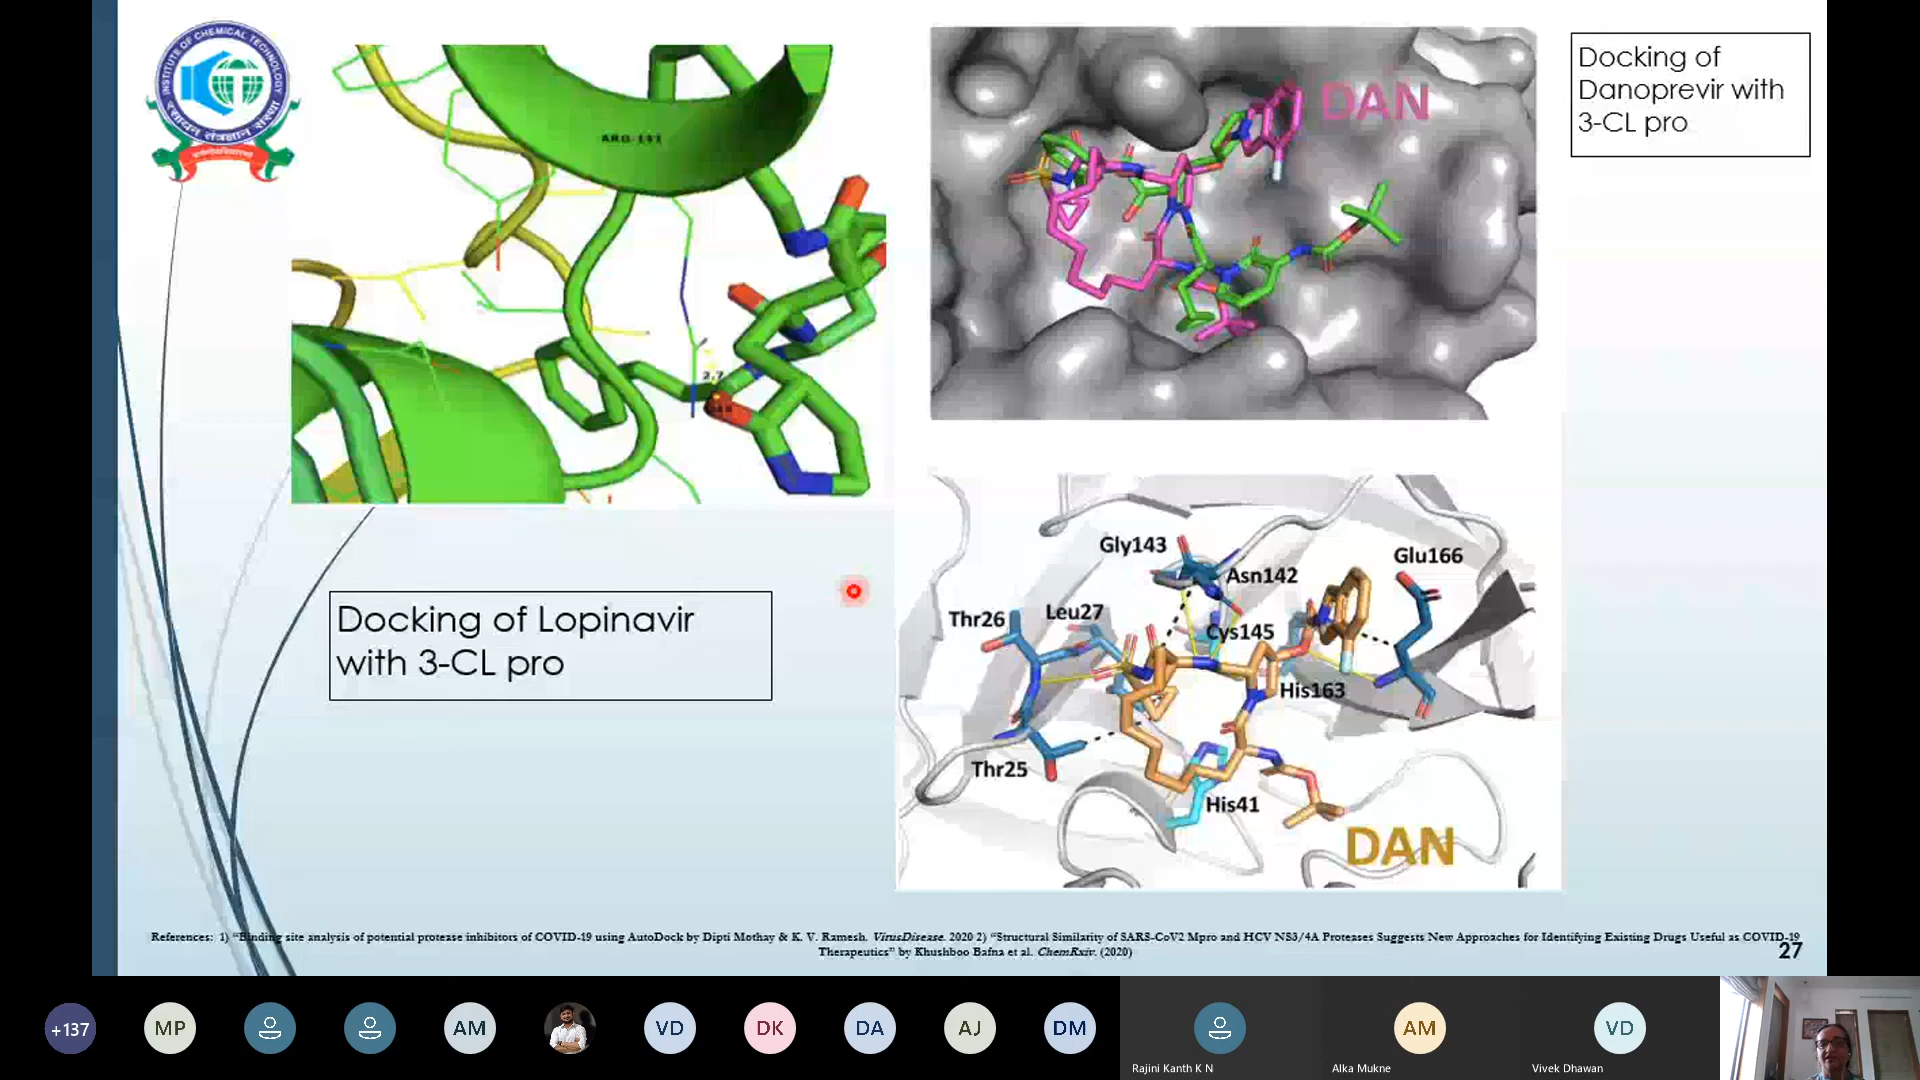 INSTITUTE OF CHEMICAL TECHNOLOGY
ARG-141
2.7
Docking of Lopinavir
with 3-CL pro
DAN
Docking of
Danoprevir with
3-CL pro
Gly143
Asn142
Glu166
Thr26
Leu27
Cys145
His163
Thr25
His41
DAN
References: 1) "Binding site analysis of potential protease inhibitors of COVID-19 using AutoDock by Dipti Mothay & K. V. Ramesh. VirusDisease. 2020 2) "Structural Similarity of SARS-CoV2 Mpro and HCV NS3/4A Proteases Suggests New Approaches for Identifying Existing Drugs Useful as COVID-19
Therapeutics" by Khushboo Bafna et al. ChemRxiv. (2020)
27
+137
MP
AM
VD
DK
DA
AJ
DM
Rajini Kanth K N
AM
Alka Mukne
VD
Vivek Dhawan